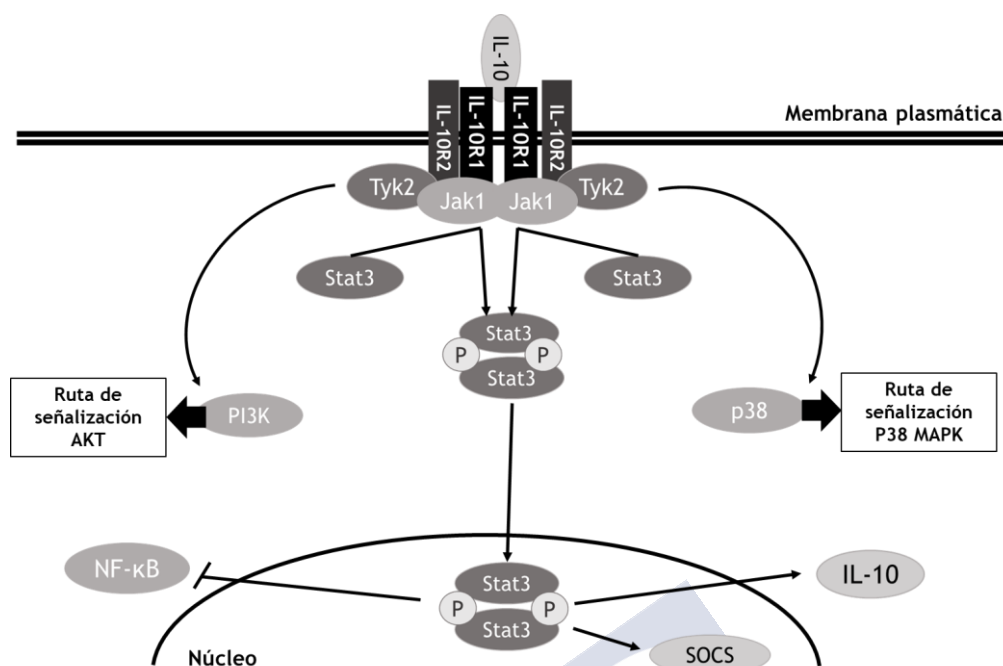 IL-10
Membrana plasmática
IL-10R2
IL-10R1
IL-10R1
IL-10R2
Tyk2
Jak1
Jak1
Tyk2
Stat3
Stat3
Stat3
P
P
Stat3
Ruta de
señalización
AKT
PI3K
p38
Ruta de
señalización
P38 MAPK
NF-κB
Stat3
P
P
Stat3
IL-10
SOCS
Núcleo